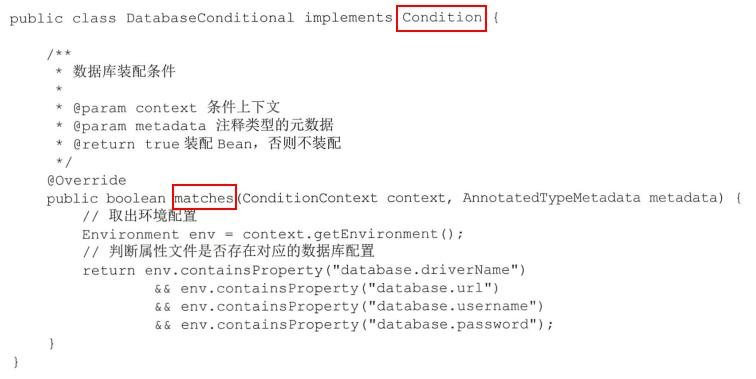 public class DatabaseConditional implements Condition {
/**
* 数据库装配条件
*
* @param context 条件上下文
* @param metadata 注释类型的元数据
* @return true装配 Bean，否则不装配
*/
@Override
public boolean matches(ConditionContext context, AnnotatedTypeMetadata metadata) {
// 取出环境配置
Environment env = context.getEnvironment();
// 判断属性文件是否存在对应的数据库配置
return env.containsProperty("database.driverName")
&& env.containsProperty("database.url")
&& env.containsProperty("database.username")
&& env.containsProperty("database.password");
}
}